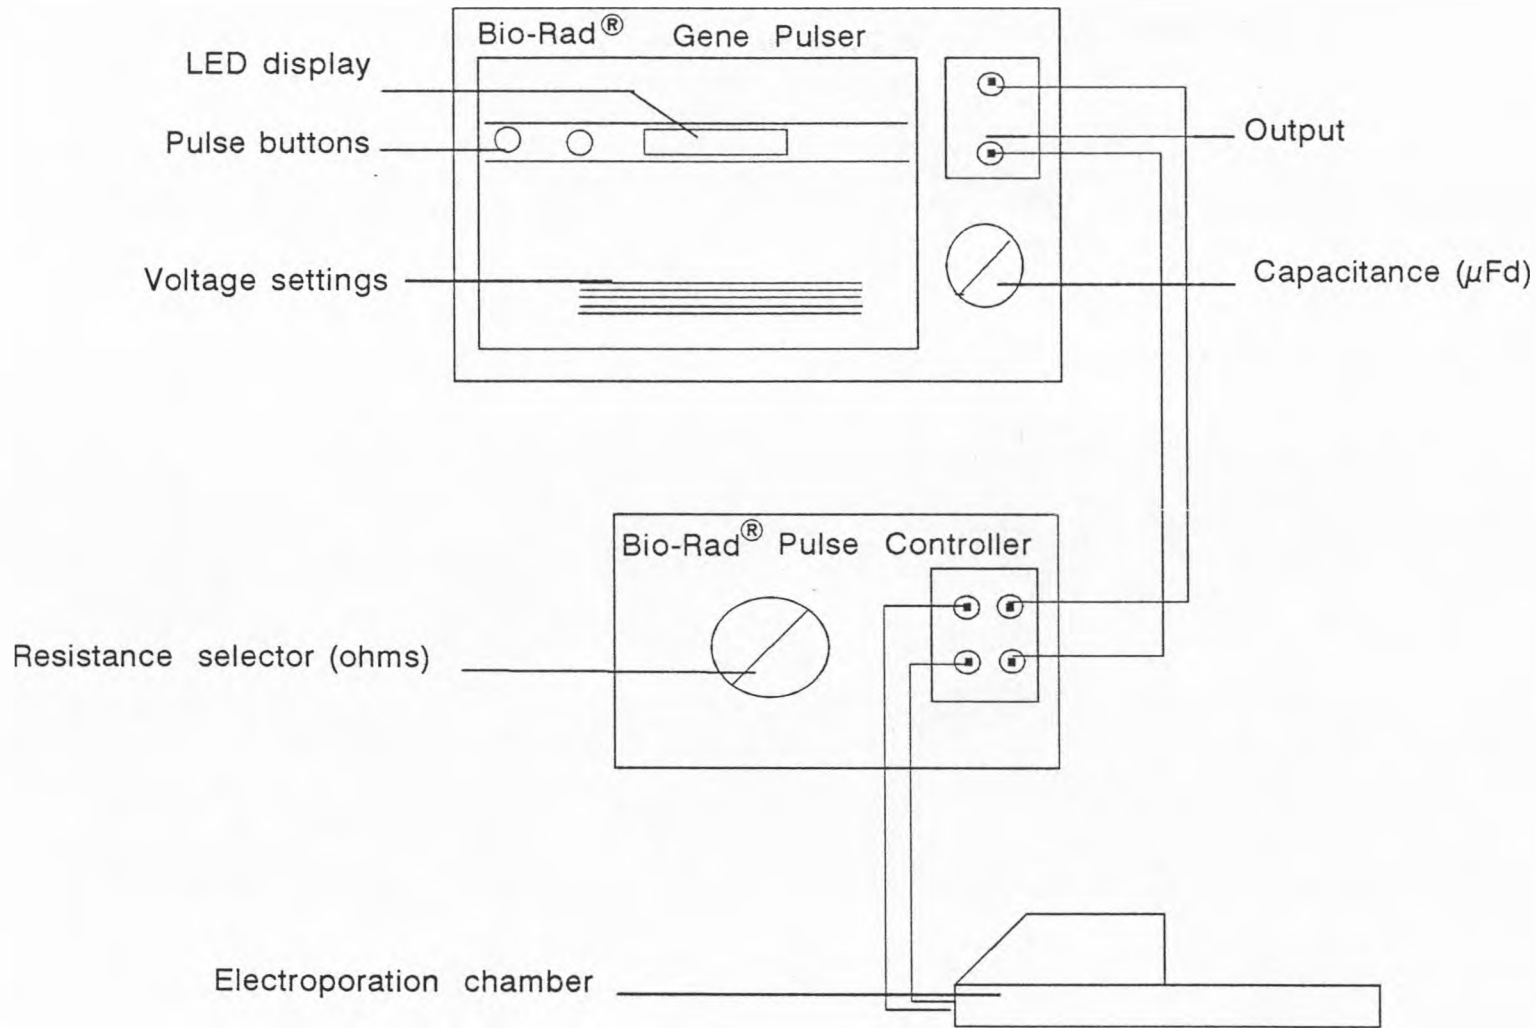 Bio-Rad® Gene Pulser
LED display
Pulse buttons
Output
Voltage settings
Capacitance (μFd)
Bio-Rad® Pulse Controller
Resistance selector (ohms)
Electroporation chamber